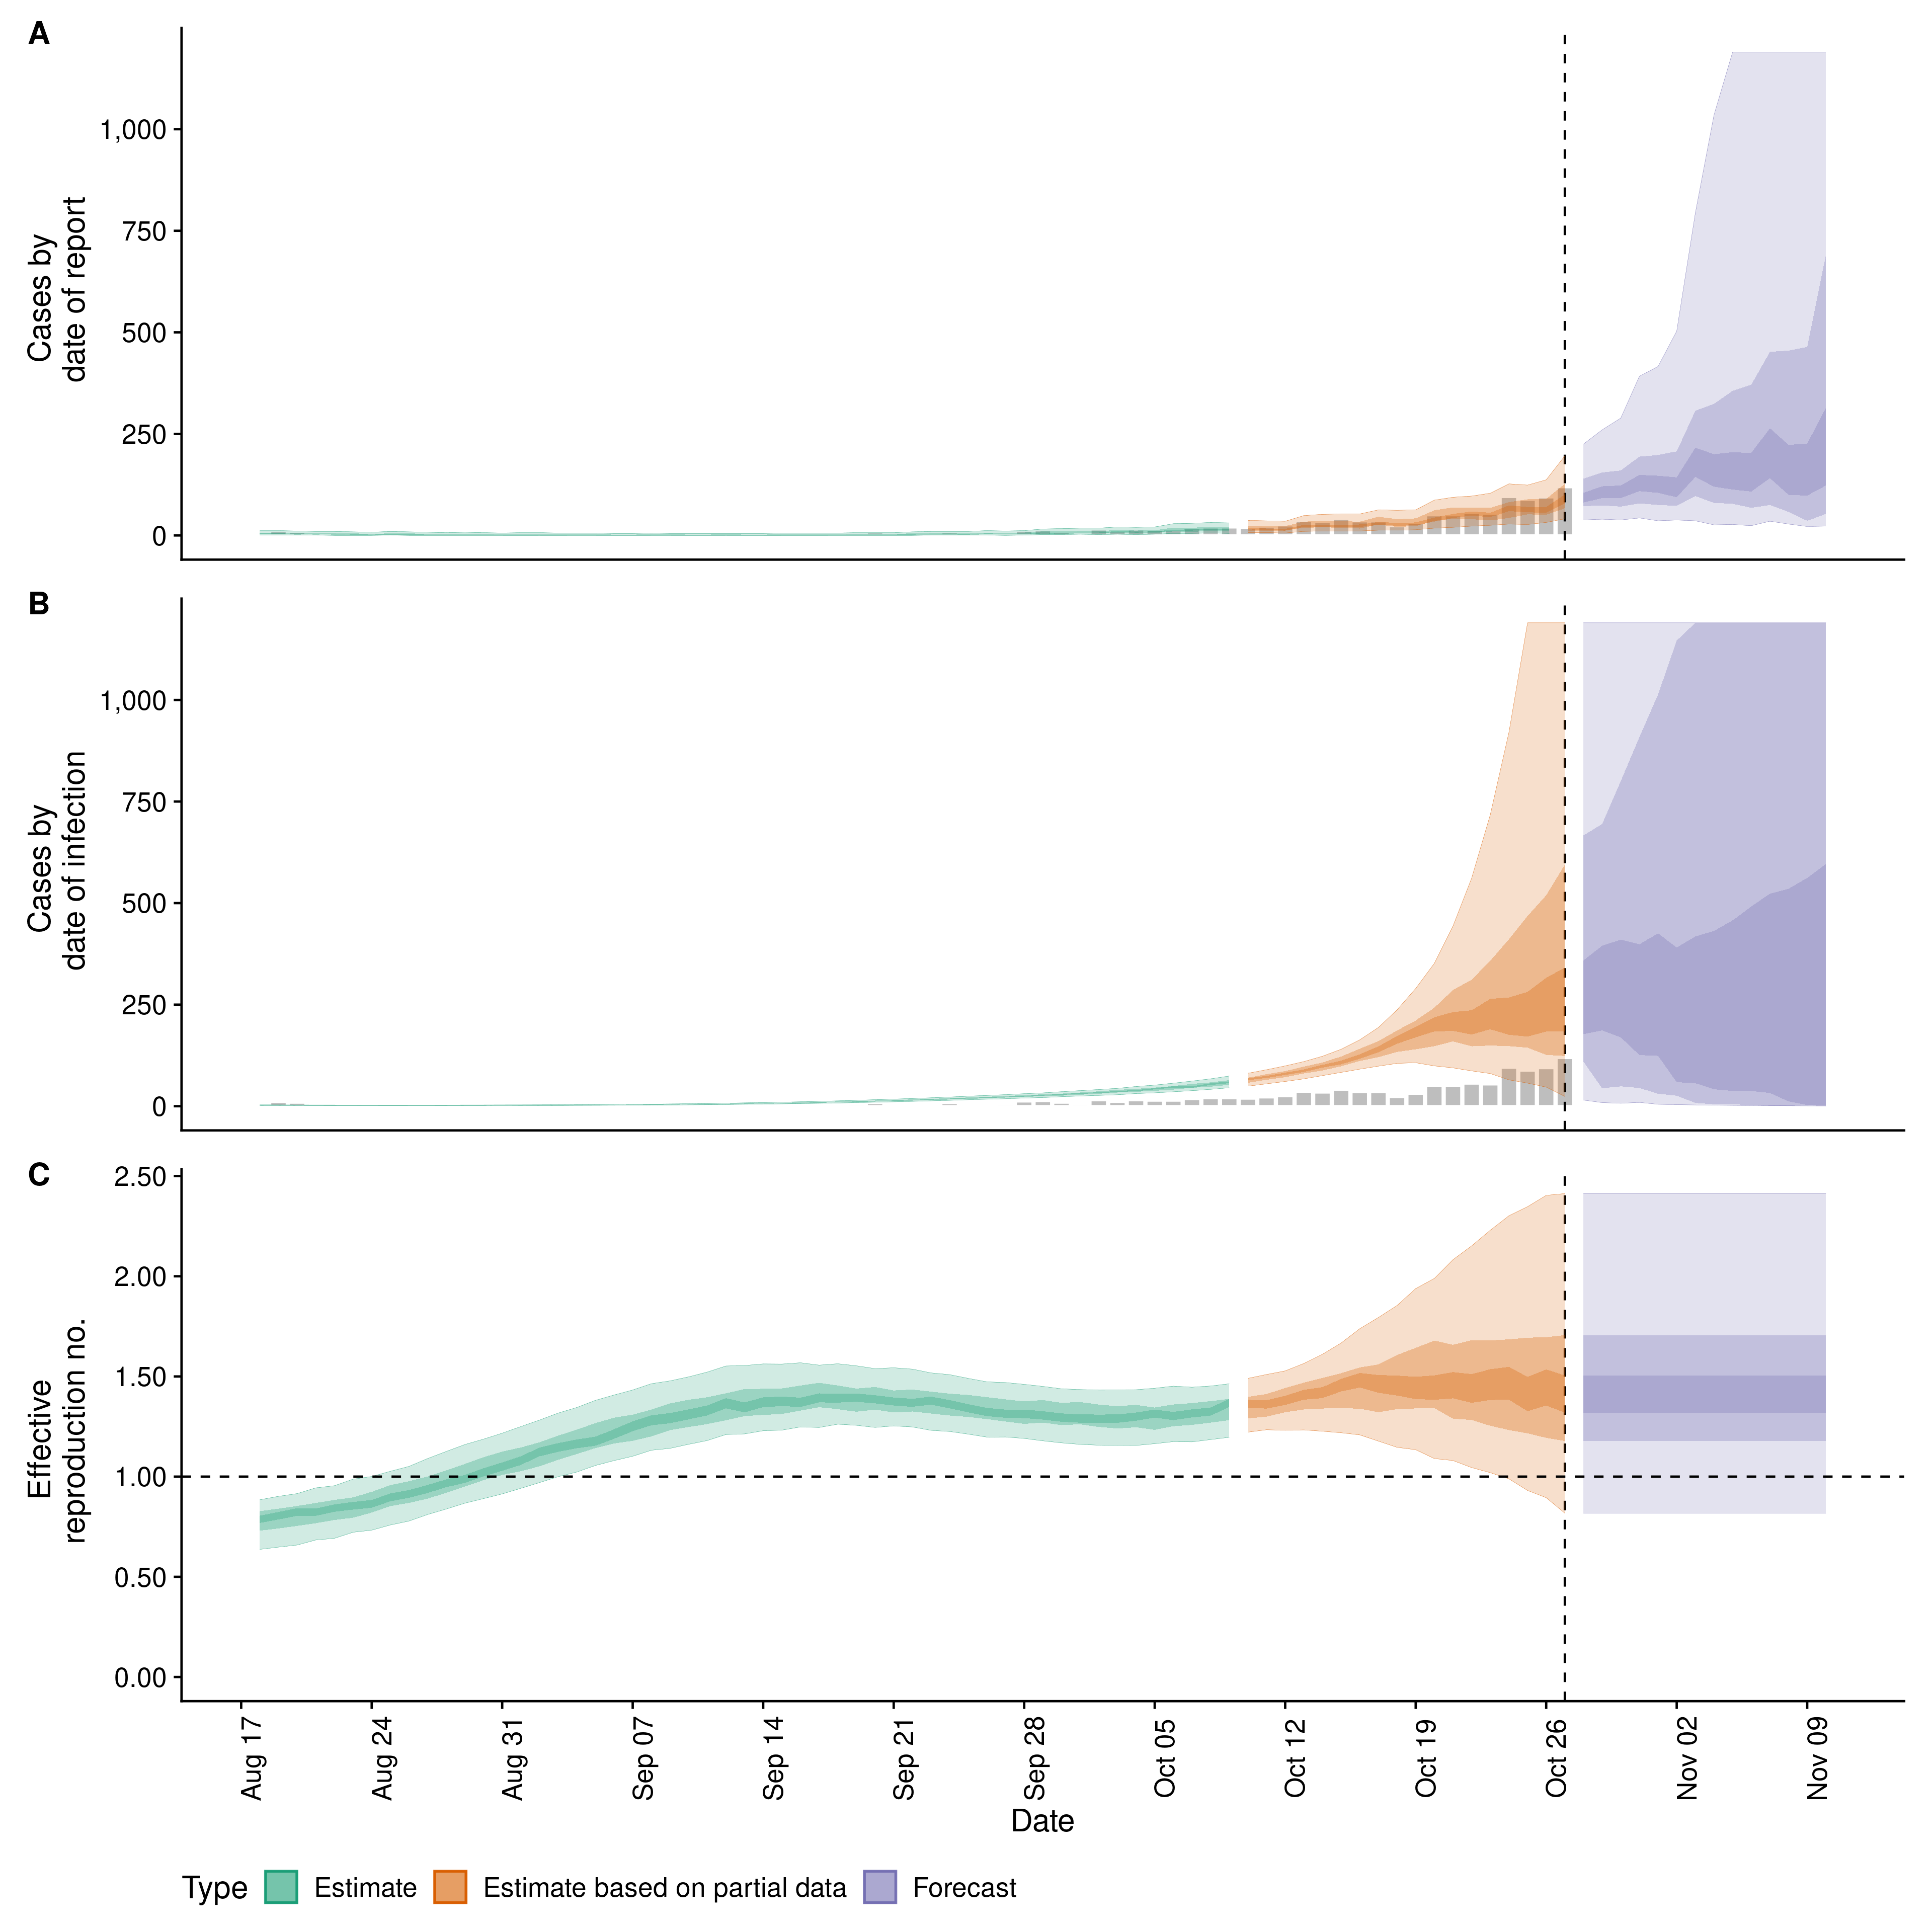 A
Cases by
date of report
1,000
750
500
250
0
B
Cases by
date of infection
1,000
750
500
250
0
C
Effective
reproduction no.
2.50
2.00
1.50
1.00
0.50
0.00
Aug 17
Aug 24
Aug 31
Sep 07
Sep 14
Sep 21
Sep 28
Oct 05
Oct 12
Oct 19
Oct 26
Nov 02
Nov 09
Date
Type Estimate Estimate based on partial data Forecast